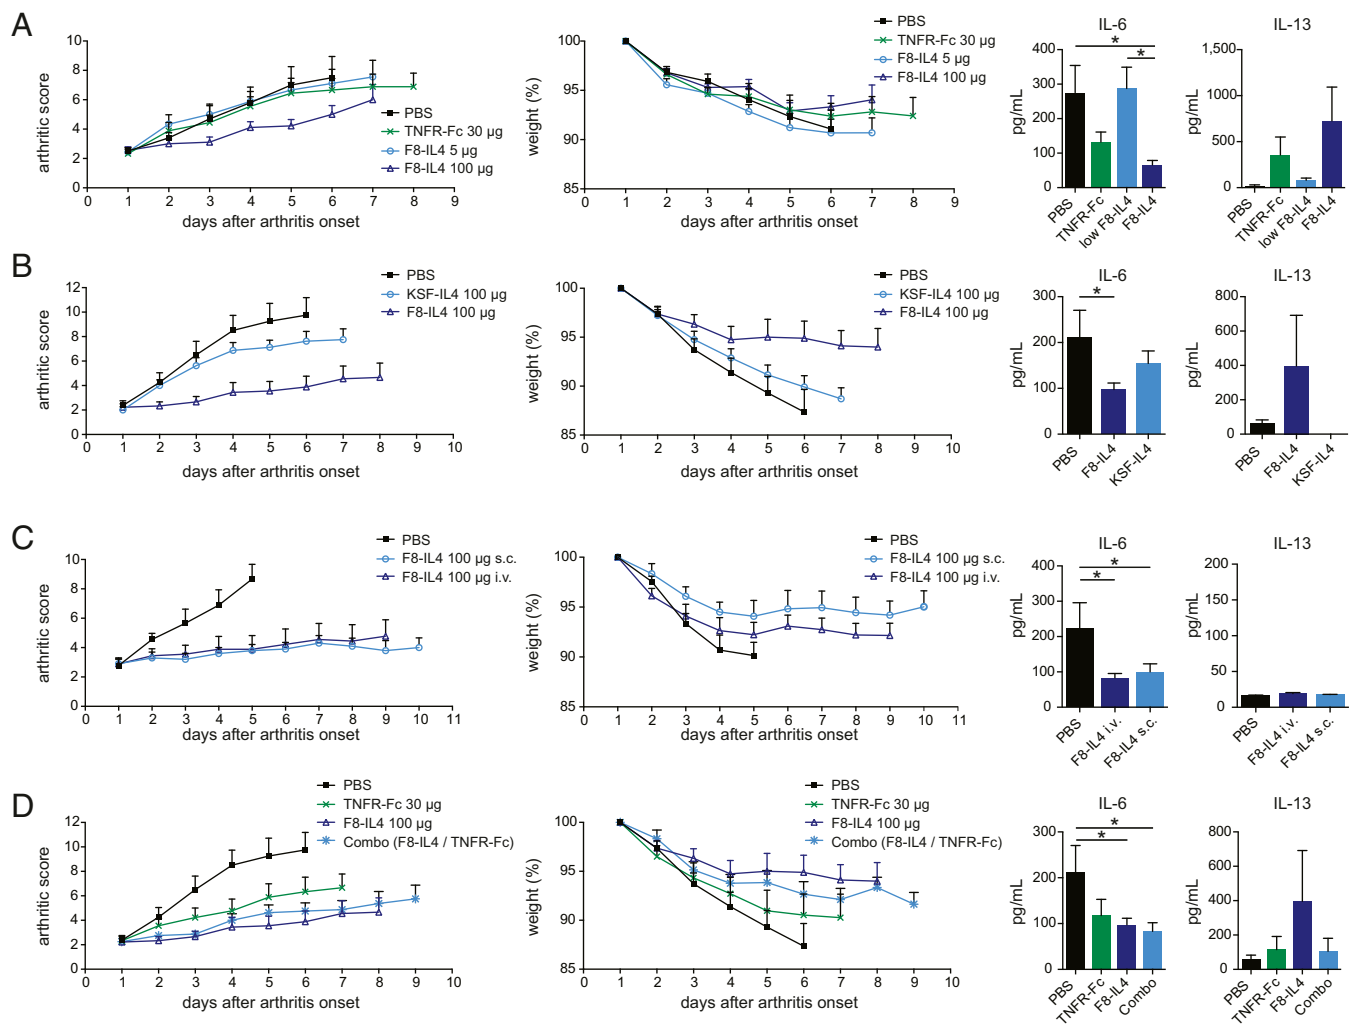 A
arthritic score
10
8
6
4
2
0
0 1 2 3 4 5 6 7 8 9
days after arthritis onset
PBS
TNFR-Fc 30 µg
F8-IL4 5 µg
F8-IL4 100 µg
weight (%)
100
95
90
85
0 1 2 3 4 5 6 7 8 9
days after arthritis onset
PBS
TNFR-Fc 30 µg
F8-IL4 5 µg
F8-IL4 100 µg
IL-6
pg/mL
400
300
200
100
0
* *
PBS
TNFR-Fc
low F8-IL4
F8-IL4
IL-13
pg/mL
1,500
1000
500
0
PBS
TNFR-Fc
low F8-IL4
F8-IL4
B
arthritic score
12
10
8
6
4
2
0
0 1 2 3 4 5 6 7 8 9 10
days after arthritis onset
PBS
KSF-IL4 100 µg
F8-IL4 100 µg
weight (%)
100
95
90
85
0 1 2 3 4 5 6 7 8 9 10
days after arthritis onset
PBS
KSF-IL4 100 µg
F8-IL4 100 µg
IL-6
pg/mL
300
200
100
0
*
PBS
F8-IL4
KSF-IL4
IL-13
pg/mL
800
600
400
200
0
PBS
F8-IL4
KSF-IL4
C
arthritic score
10
8
6
4
2
0
0 1 2 3 4 5 6 7 8 9 10 11
days after arthritis onset
PBS
F8-IL4 100 µg s.c.
F8-IL4 100 µg i.v.
weight (%)
100
95
90
85
0 1 2 3 4 5 6 7 8 9 10 11
days after arthritis onset
PBS
F8-IL4 100 µg s.c.
F8-IL4 100 µg i.v.
IL-6
pg/mL
400
300
200
100
0
* *
PBS
F8-IL4 i.v.
F8-IL4 s.c.
IL-13
pg/mL
200
150
100
50
0
PBS
F8-IL4 i.v.
F8-IL4 s.c.
D
arthritic score
12
10
8
6
4
2
0
0 1 2 3 4 5 6 7 8 9 10
days after arthritis onset
PBS
TNFR-Fc 30 µg
F8-IL4 100 µg
Combo (F8-IL4 / TNFR-Fc)
weight (%)
100
95
90
85
0 1 2 3 4 5 6 7 8 9 10
days after arthritis onset
PBS
TNFR-Fc 30 µg
F8-IL4 100 µg
Combo (F8-IL4 / TNFR-Fc)
IL-6
pg/mL
300
200
100
0
* *
PBS
TNFR-Fc
F8-IL4
Combo
IL-13
pg/mL
800
600
400
200
0
PBS
TNFR-Fc
F8-IL4
Combo